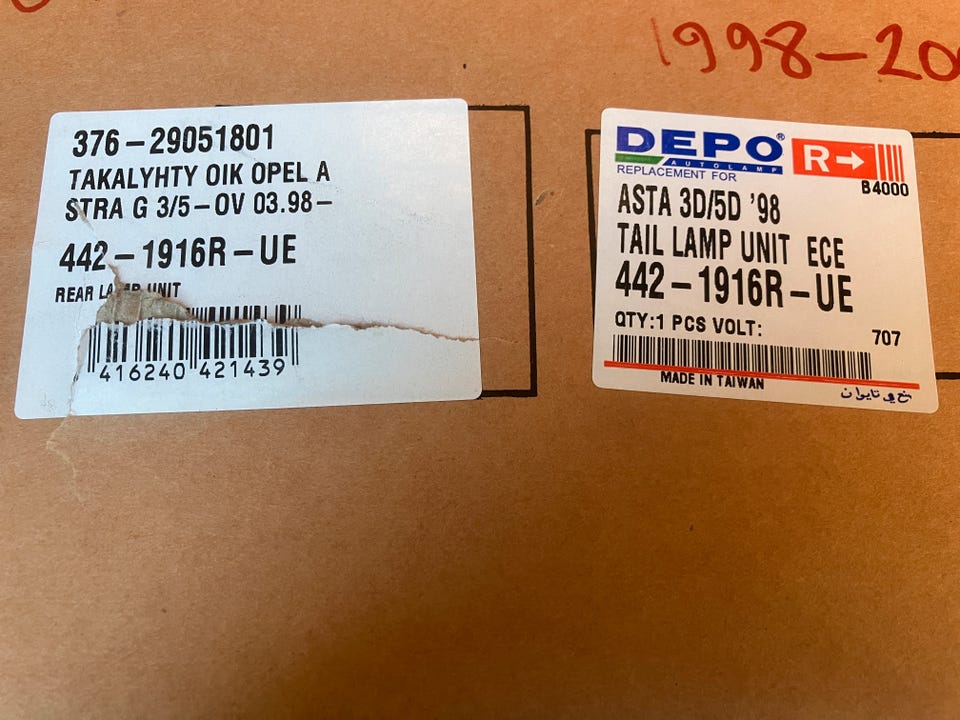 1998-20
376-29051801
TAKALYHTY OIK OPEL A
STRA G 3/5-OV 03.98-
442-1916R-UE
REAR LAMP UNIT
416240 421439
DEPO®
AUTOLAMP
REPLACEMENT FOR
R→
B4000
ASTA 3D/5D '98
TAIL LAMP UNIT ECE
442-1916R-UE
QTY:1 PCS VOLT:
707
MADE IN TAIWAN